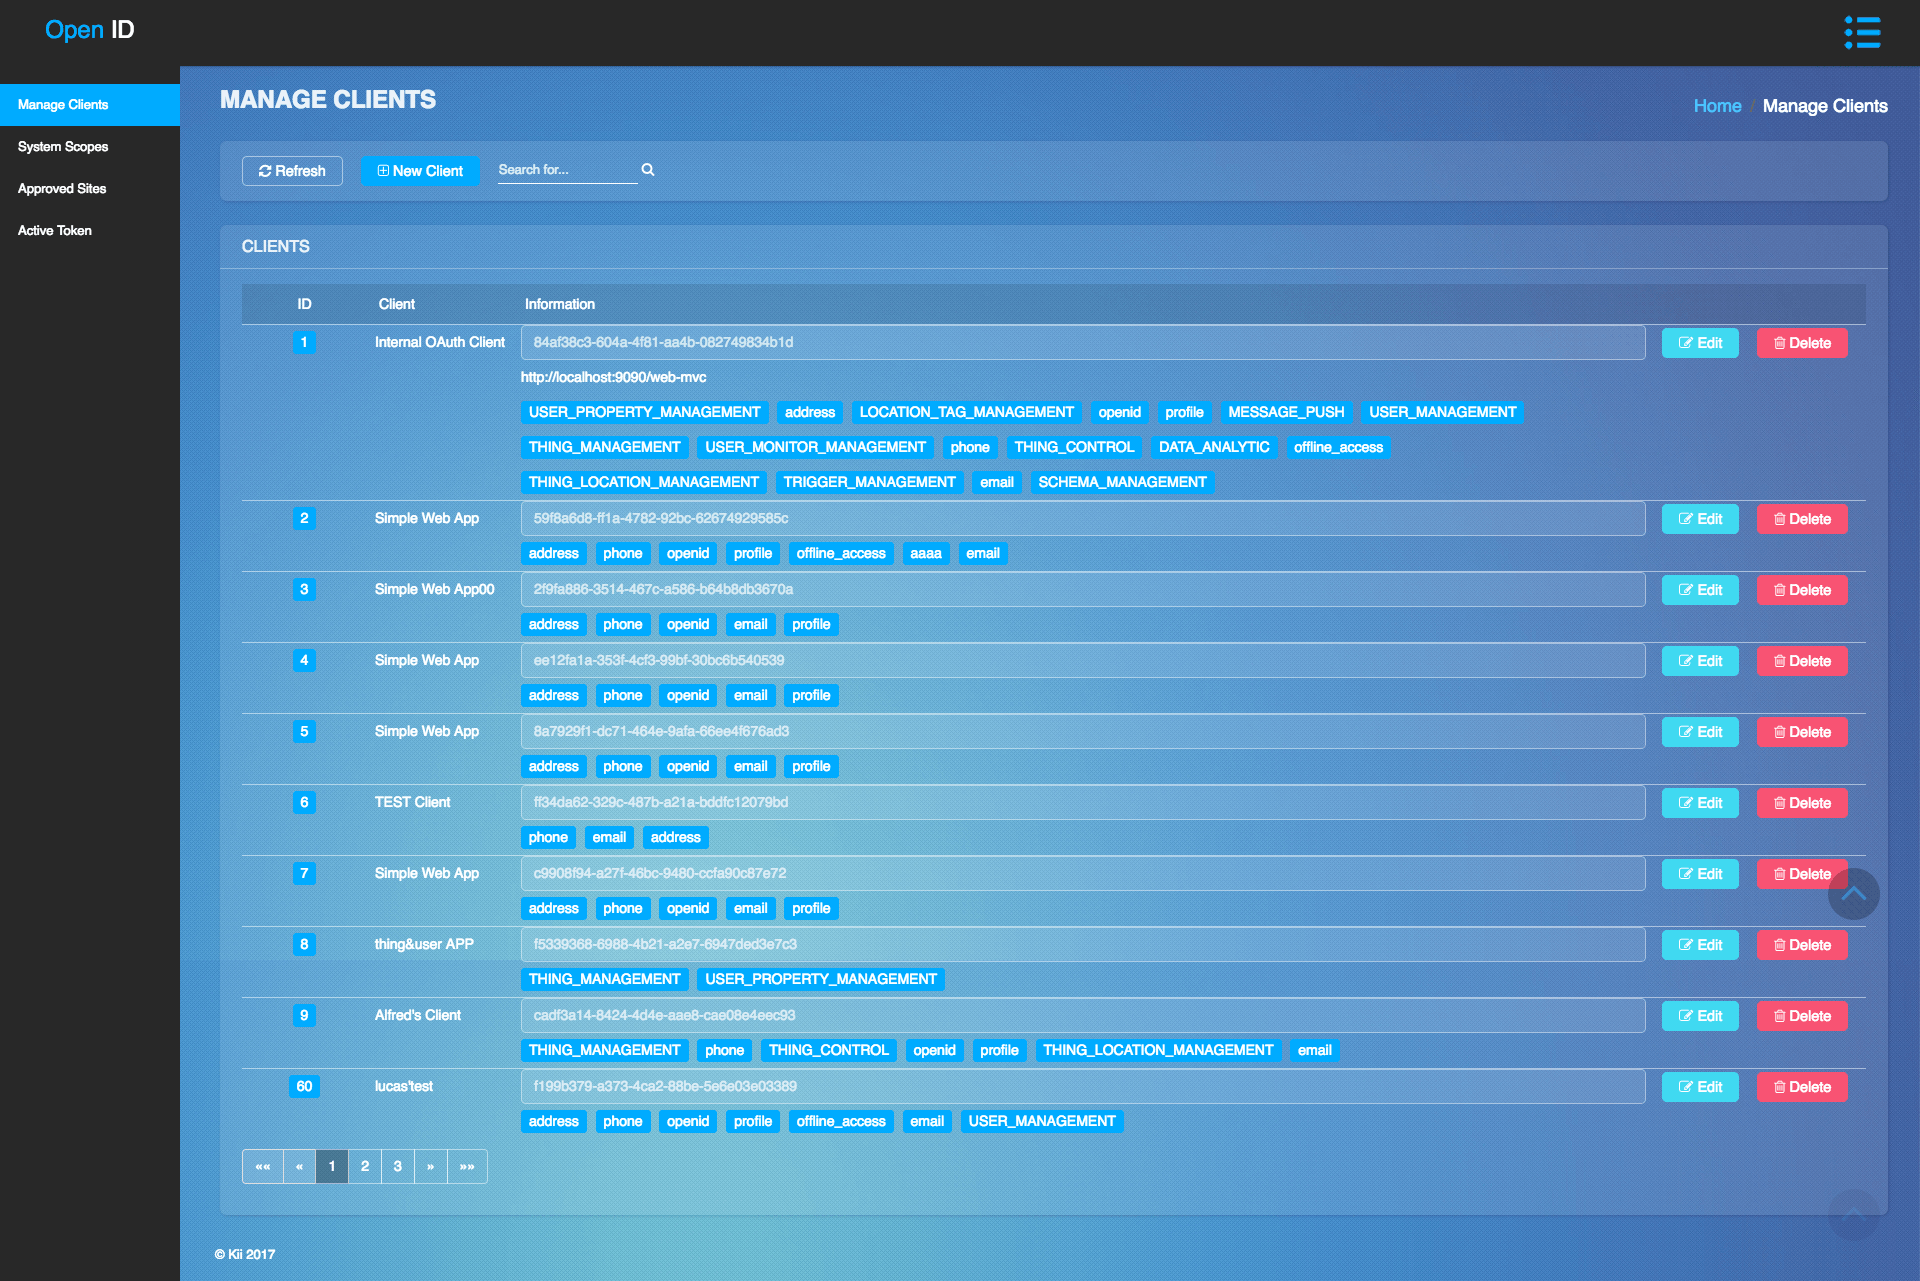 Open ID
Manage Clients
System Scopes
Approved Sites
Active Token
MANAGE CLIENTS
Home / Manage Clients
Refresh New Client Search for...
CLIENTS
ID Client Information
1 Internal OAuth Client 84af38c3-604a-4f81-aa4b-082749834b1d Edit Delete
http://localhost:9090/web-mvc
USER_PROPERTY_MANAGEMENT address LOCATION_TAG_MANAGEMENT openid profile MESSAGE_PUSH USER_MANAGEMENT
THING_MANAGEMENT USER_MONITOR_MANAGEMENT phone THING_CONTROL DATA_ANALYTIC offline_access
THING_LOCATION_MANAGEMENT TRIGGER_MANAGEMENT email SCHEMA_MANAGEMENT
2 Simple Web App 59f8a6d8-ff1a-4782-92bc-62674929585c Edit Delete
address phone openid profile offline_access aaaa email
3 Simple Web App00 2f9fa886-3514-467c-a586-b64b8db3670a Edit Delete
address phone openid email profile
4 Simple Web App ee12fa1a-353f-4cf3-99bf-30bc6b540539 Edit Delete
address phone openid email profile
5 Simple Web App 8a7929f1-dc71-464e-9afa-66ee4f676ad3 Edit Delete
address phone openid email profile
6 TEST Client ff34da62-329c-487b-a21a-bddfc12079bd Edit Delete
phone email address
7 Simple Web App c9908f94-a27f-46bc-9480-ccfa90c87e72 Edit Delete
address phone openid email profile
8 thing&user APP f5339368-6988-4b21-a2e7-6947ded3e7c3 Edit Delete
THING_MANAGEMENT USER_PROPERTY_MANAGEMENT
9 Alfred's Client cadf3a14-8424-4d4e-aae8-cae08e4eec93 Edit Delete
THING_MANAGEMENT phone THING_CONTROL openid profile THING_LOCATION_MANAGEMENT email
60 lucas'test f199b379-a373-4ca2-88be-5e6e03e03389 Edit Delete
address phone openid profile offline_access email USER_MANAGEMENT
«« « 1 2 3 » »»
© Kii 2017